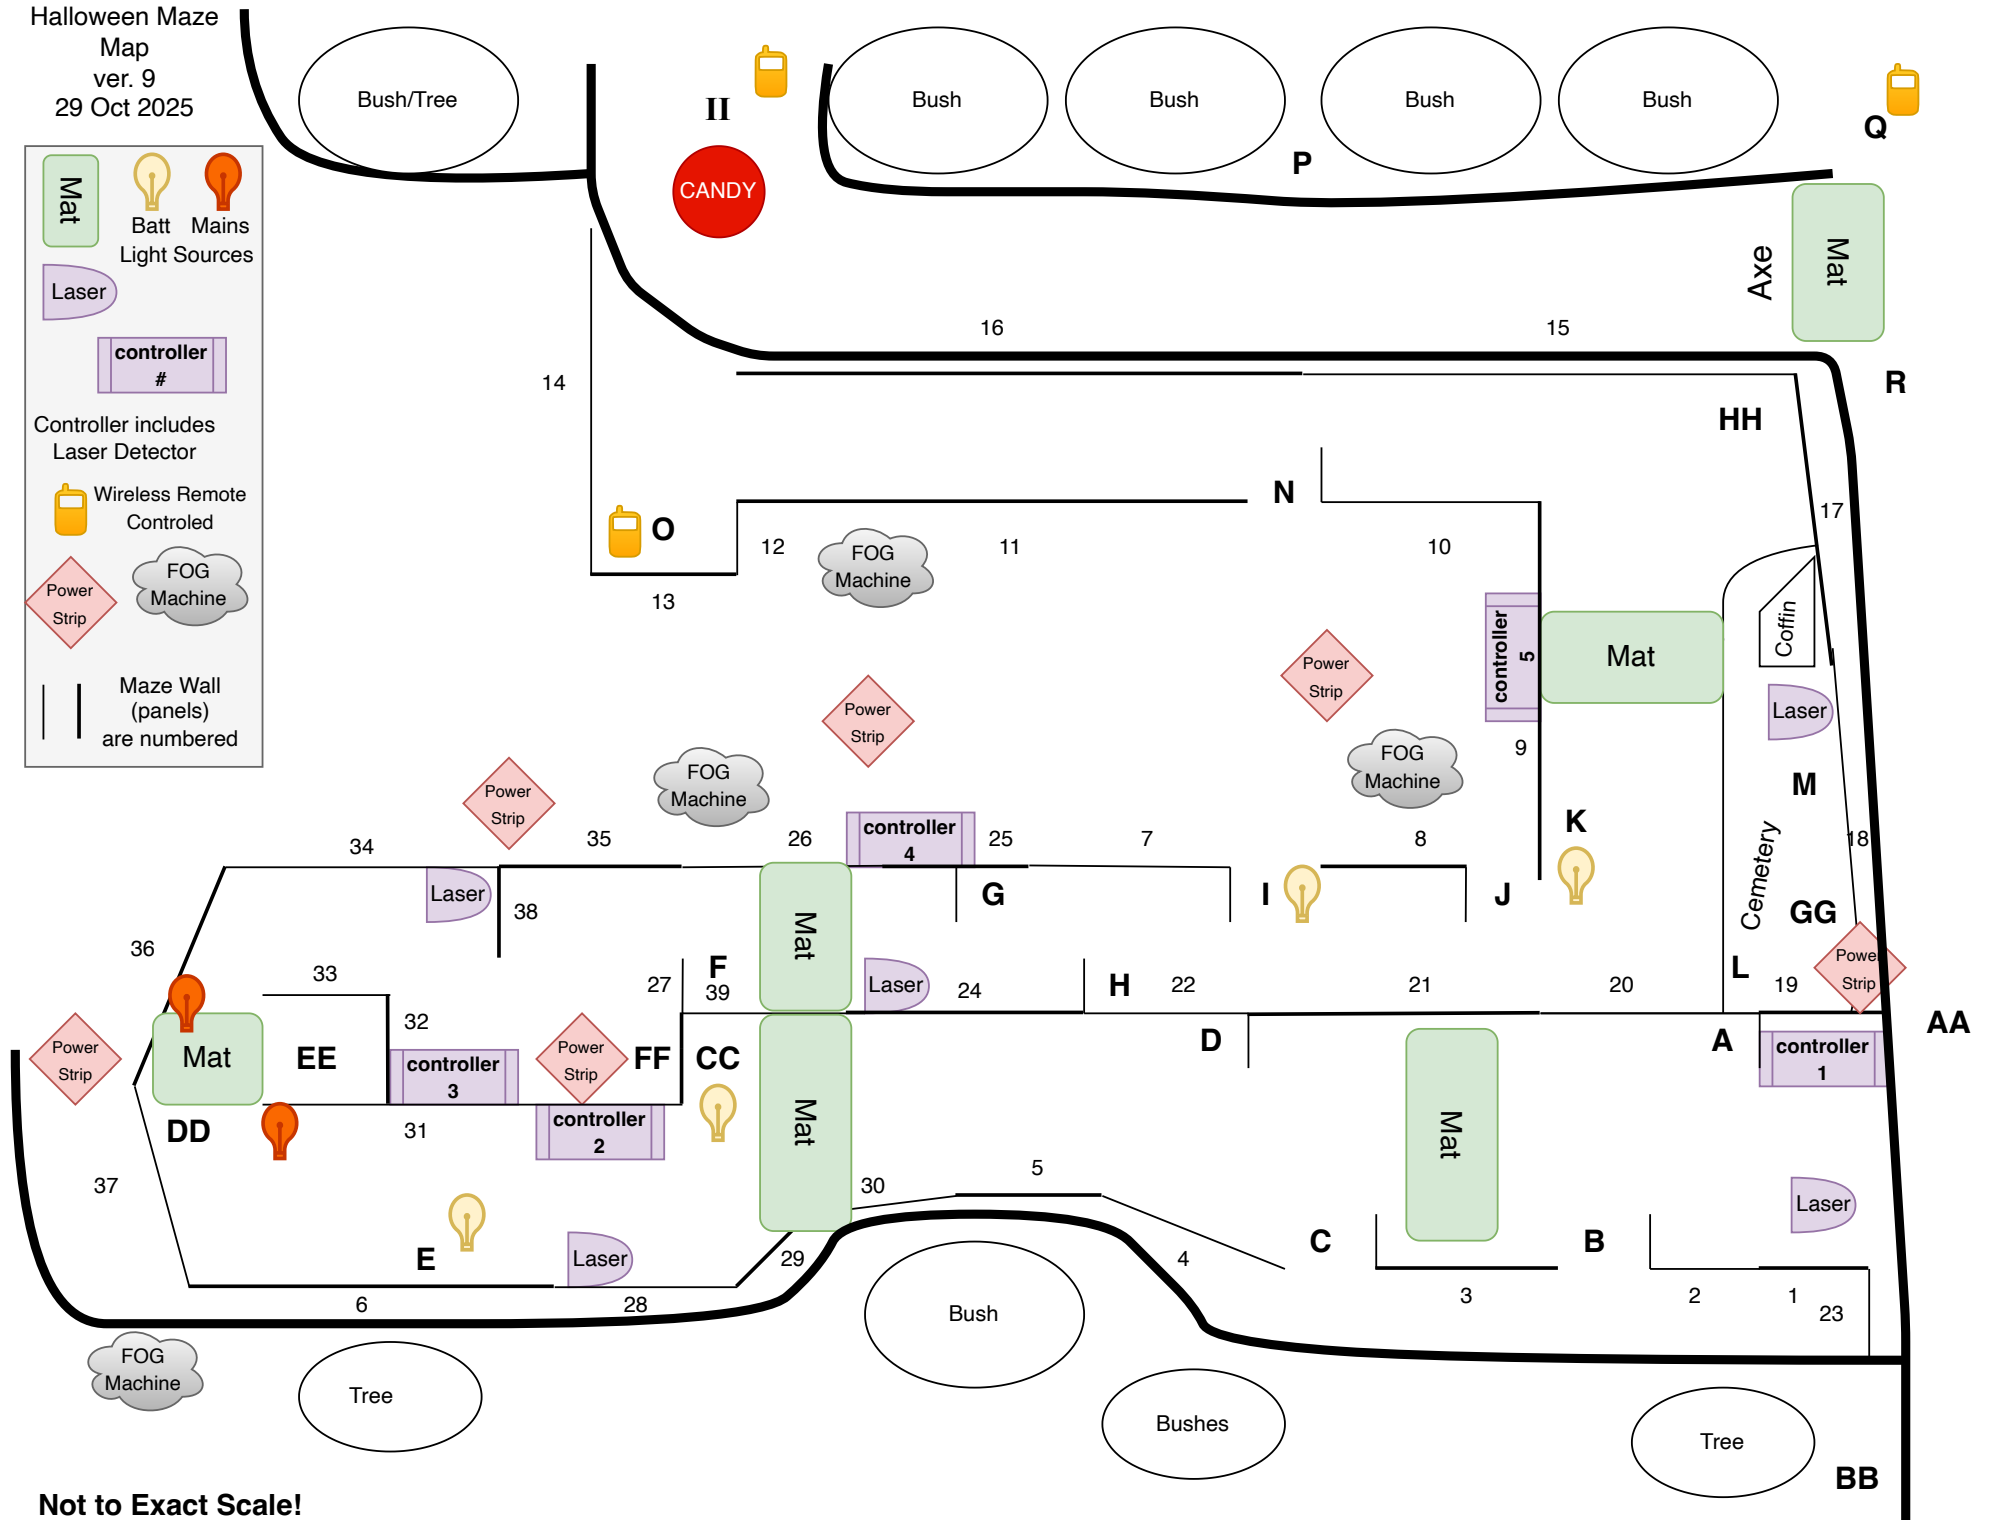 Halloween Maze
Map
ver. 9
29 Oct 2025
Mat
Batt
Mains
Light Sources
Laser
controller
#
Controller includes
Laser Detector
Wireless Remote
Controled
Power
Strip
FOG
Machine
Maze Wall
(panels)
are numbered
Bush/Tree
II
CANDY
Bush
Bush
Bush
Bush
P
Q
Axe
Mat
16
15
R
14
HH
N
17
O
12
FOG
Machine
11
10
13
Coffin
controller
5
Mat
Power
Strip
Power
Strip
Laser
9
FOG
Machine
FOG
Machine
M
Power
Strip
34
35
26
controller
4
25
7
8
K
18
Cemetery
Laser
38
G
I
J
GG
Mat
36
33
27
F
39
Laser
24
H
22
21
20
L
19
Power
Strip
32
AA
Power
Strip
Mat
EE
controller
3
Power
Strip
FF
CC
D
A
controller
1
DD
31
controller
2
Mat
Mat
37
30
5
Laser
E
Laser
29
4
C
B
6
28
3
2
1
23
Bush
FOG
Machine
Tree
Bushes
Tree
BB
Not to Exact Scale!